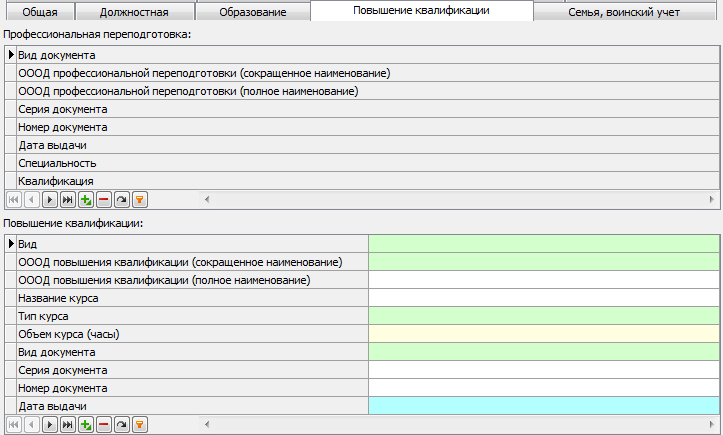 Общая Должностная Образование Повышение квалификации Семья, воинский учет
Профессиональная переподготовка:
Вид документа
ОООД профессиональной переподготовки (сокращенное наименование)
ОООД профессиональной переподготовки (полное наименование)
Серия документа
Номер документа
Дата выдачи
Специальность
Квалификация
Повышение квалификации:
Вид
ОООД повышения квалификации (сокращенное наименование)
ОООД повышения квалификации (полное наименование)
Название курса
Тип курса
Объем курса (часы)
Вид документа
Серия документа
Номер документа
Дата выдачи